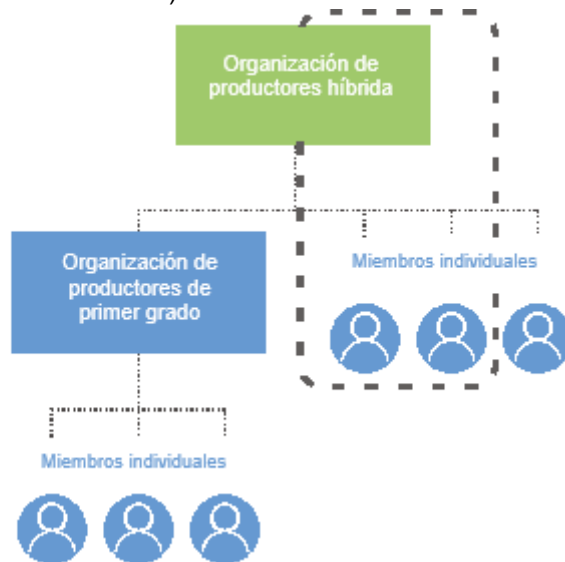 )
Organización de
productores híbrida
Organización de
productores de
primer grado
Miembros individuales
Miembros individuales